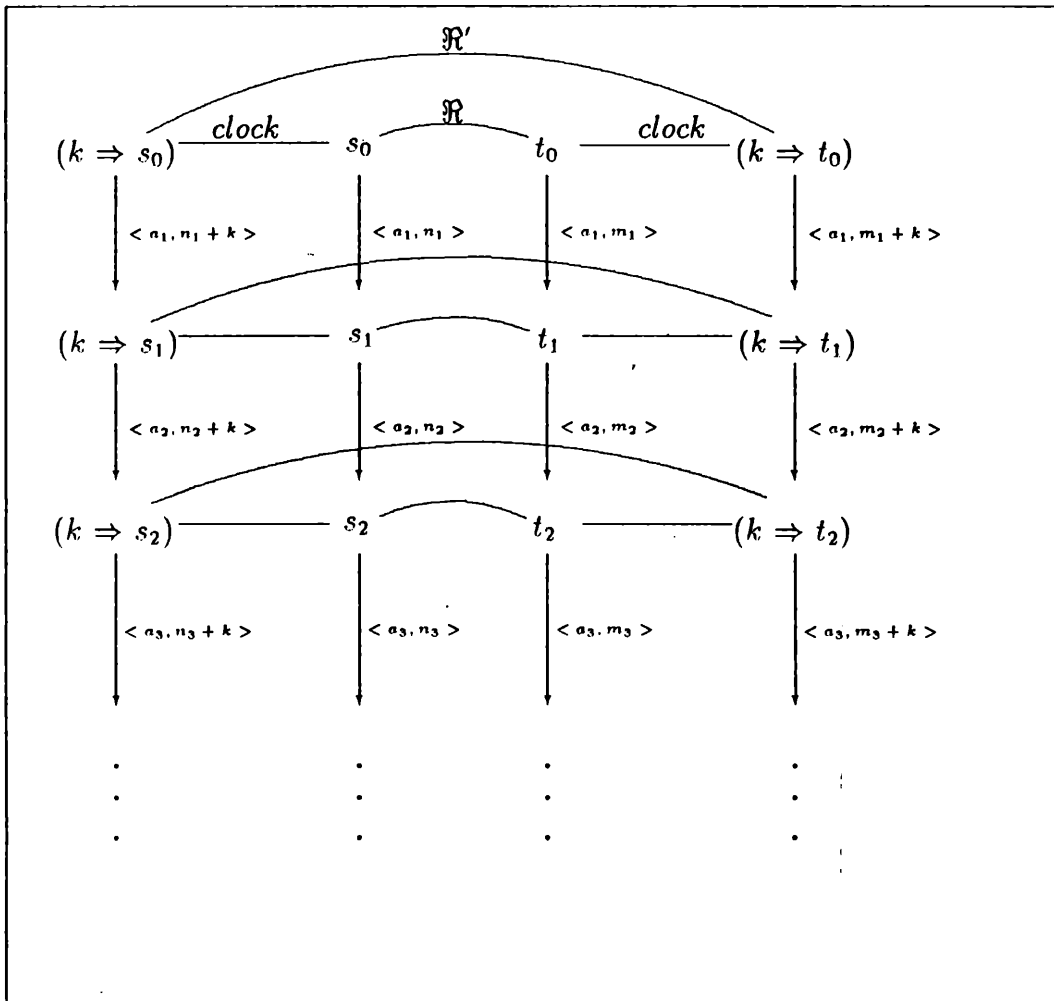 ℜ′
ℜ
(k ⇒ s₀) clock s₀ t₀ clock (k ⇒ t₀)
< a₁, n₁ + k > < a₁, n₁ > < a₁, m₁ > < a₁, m₁ + k >
(k ⇒ s₁) s₁ t₁ (k ⇒ t₁)
< a₂, n₂ + k > < a₂, n₂ > < a₂, m₂ > < a₂, m₂ + k >
(k ⇒ s₂) s₂ t₂ (k ⇒ t₂)
< a₃, n₃ + k > < a₃, n₃ > < a₃, m₃ > < a₃, m₃ + k >